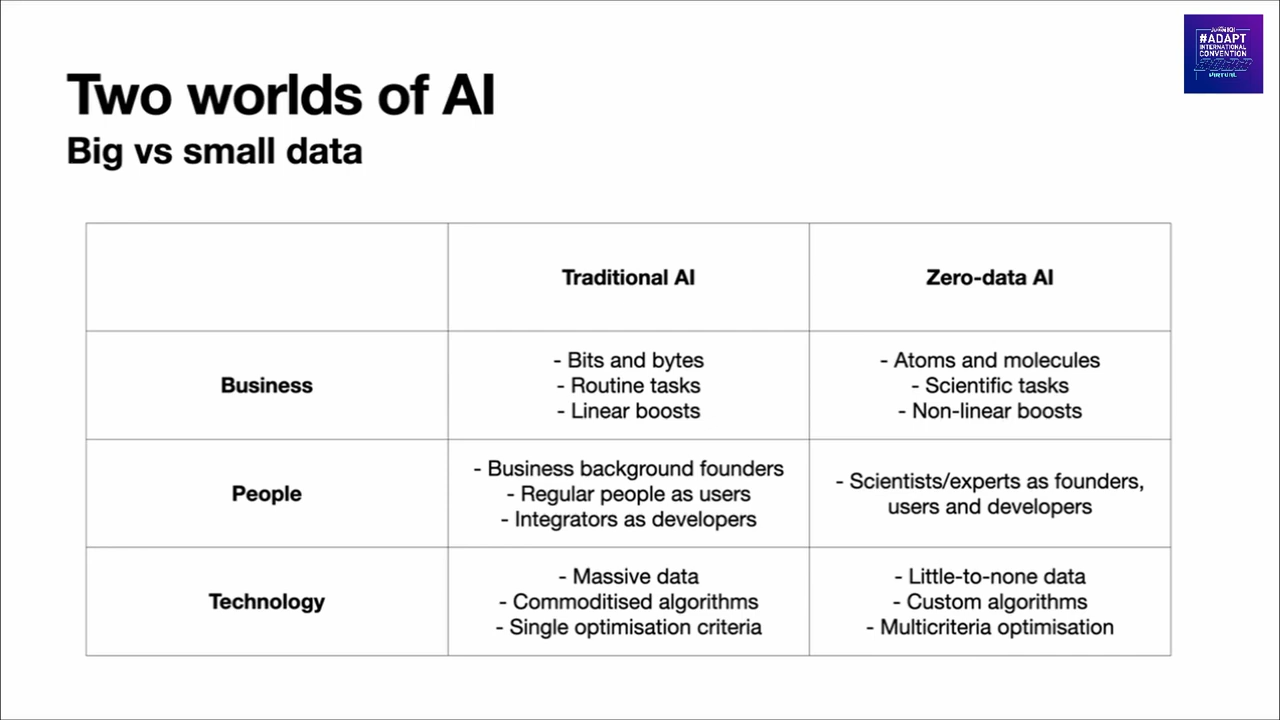 #ADAPT
INTERNATIONAL
CONVENTION
VIRTUAL
Two worlds of AI
Big vs small data
Traditional AI
Zero-data AI
Business
- Bits and bytes
- Routine tasks
- Linear boosts
- Atoms and molecules
- Scientific tasks
- Non-linear boosts
People
- Business background founders
- Regular people as users
- Integrators as developers
- Scientists/experts as founders,
users and developers
Technology
- Massive data
- Commoditised algorithms
- Single optimisation criteria
- Little-to-none data
- Custom algorithms
- Multicriteria optimisation